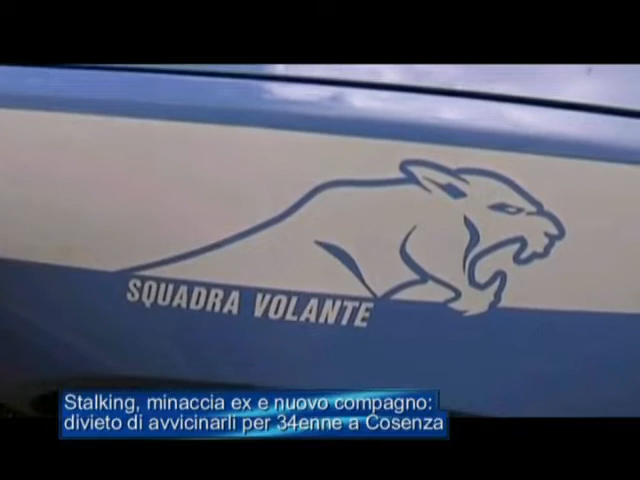 SQUADRA VOLANTE
Stalking, minaccia ex e nuovo compagno:
divieto di avvicinarli per 34enne a Cosenza